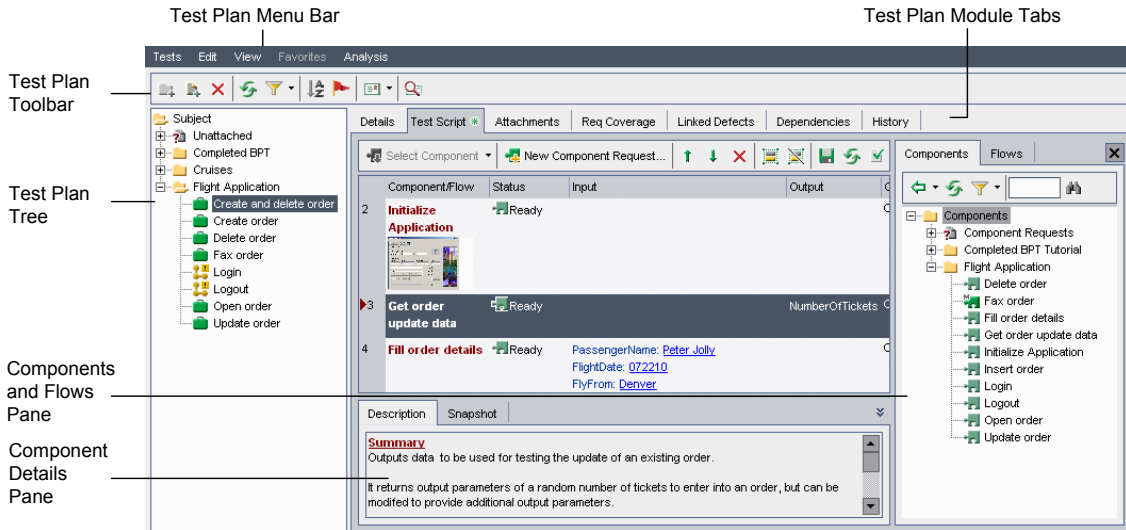 Test Plan Menu Bar
Test Plan Module Tabs
Tests Edit View Favorites Analysis
Test Plan
Toolbar
Subject
Unattached
Completed BPT
Cruises
Flight Application
Create and delete order
Create order
Delete order
Fax order
Login
Logout
Open order
Update order
Test Plan
Tree
Details Test Script Attachments Req Coverage Linked Defects Dependencies History
Select Component New Component Request...
Component/Flow Status Input Output
2 Initialize Ready
Application
3 Get order Ready NumberOfTickets
update data
4 Fill order details Ready PassengerName: Peter Jolly
FlightDate: 072210
FlyFrom: Denver
Components Flows
Components
Component Requests
Completed BPT Tutorial
Flight Application
Delete order
Fax order
Fill order details
Get order update data
Initialize Application
Insert order
Login
Logout
Open order
Update order
Components
and Flows
Pane
Description Snapshot
Component
Details
Pane
Summary
Outputs data to be used for testing the update of an existing order.
It returns output parameters of a random number of tickets to enter into an order, but can be
modifed to provide additional output parameters.